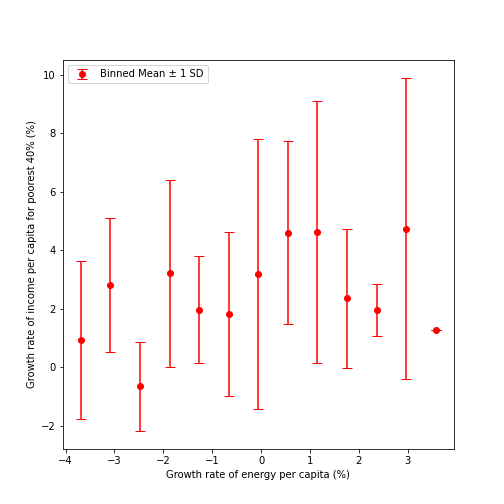 Binned Mean ± 1 SD
10
8
6
4
2
0
−2
Growth rate of income per capita for poorest 40% (%)
−4 −3 −2 −1 0 1 2 3
Growth rate of energy per capita (%)